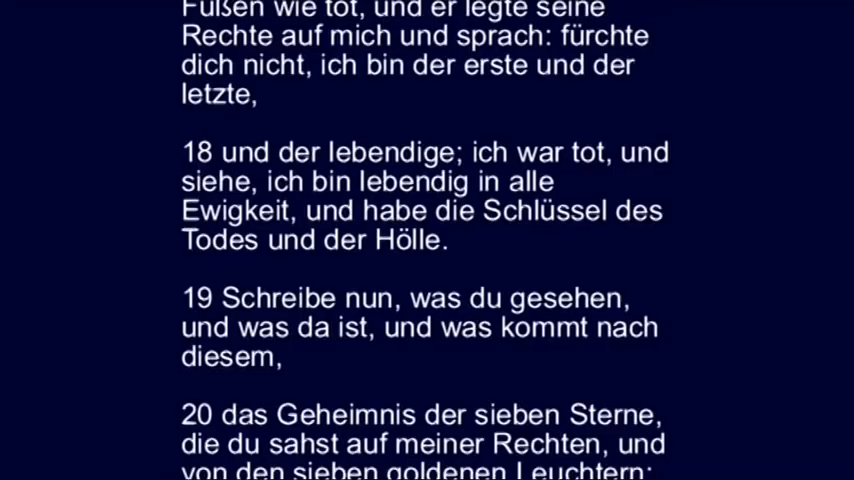 Füßen wie tot, und er legte seine
Rechte auf mich und sprach: fürchte
dich nicht, ich bin der erste und der
letzte,
18 und der lebendige; ich war tot, und
siehe, ich bin lebendig in alle
Ewigkeit, und habe die Schlüssel des
Todes und der Hölle.
19 Schreibe nun, was du gesehen,
und was da ist, und was kommt nach
diesem,
20 das Geheimnis der sieben Sterne,
die du sahst auf meiner Rechten, und
von den sieben goldenen Leuchtern: